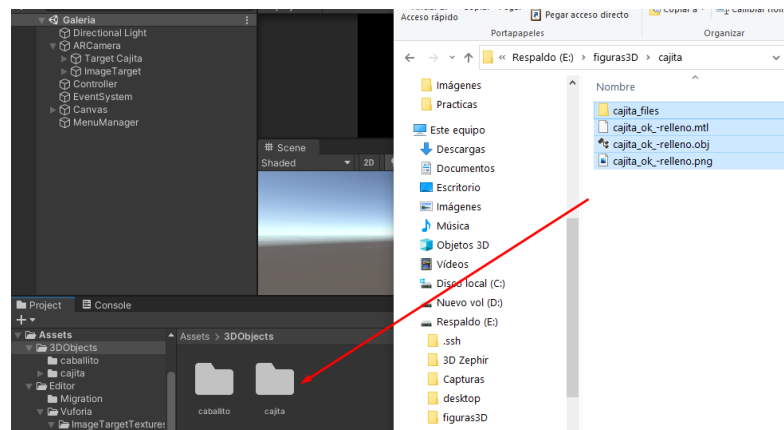 Galeria
Directional Light
ARCamera
Target Cajita
ImageTarget
Controller
EventSystem
Canvas
MenuManager
Scene
Shaded
2D
Project
Console
Assets
3DObjects
caballito
cajita
Editor
Migration
Vuforia
ImageTargetTextures
Assets > 3DObjects
caballito
cajita
Acceso rápido
Pegar acceso directo
Portapapeles
Organizar
« Respaldo (E:) > figuras3D > cajita
Imágenes
Practicas
Este equipo
Descargas
Documentos
Escritorio
Imágenes
Música
Objetos 3D
Vídeos
Disco local (C:)
Nuevo vol (D:)
Respaldo (E:)
.ssh
3D Zephir
Capturas
desktop
figuras3D
Nombre
cajita_files
cajita_ok_-relleno.mtl
cajita_ok_-relleno.obj
cajita_ok_-relleno.png